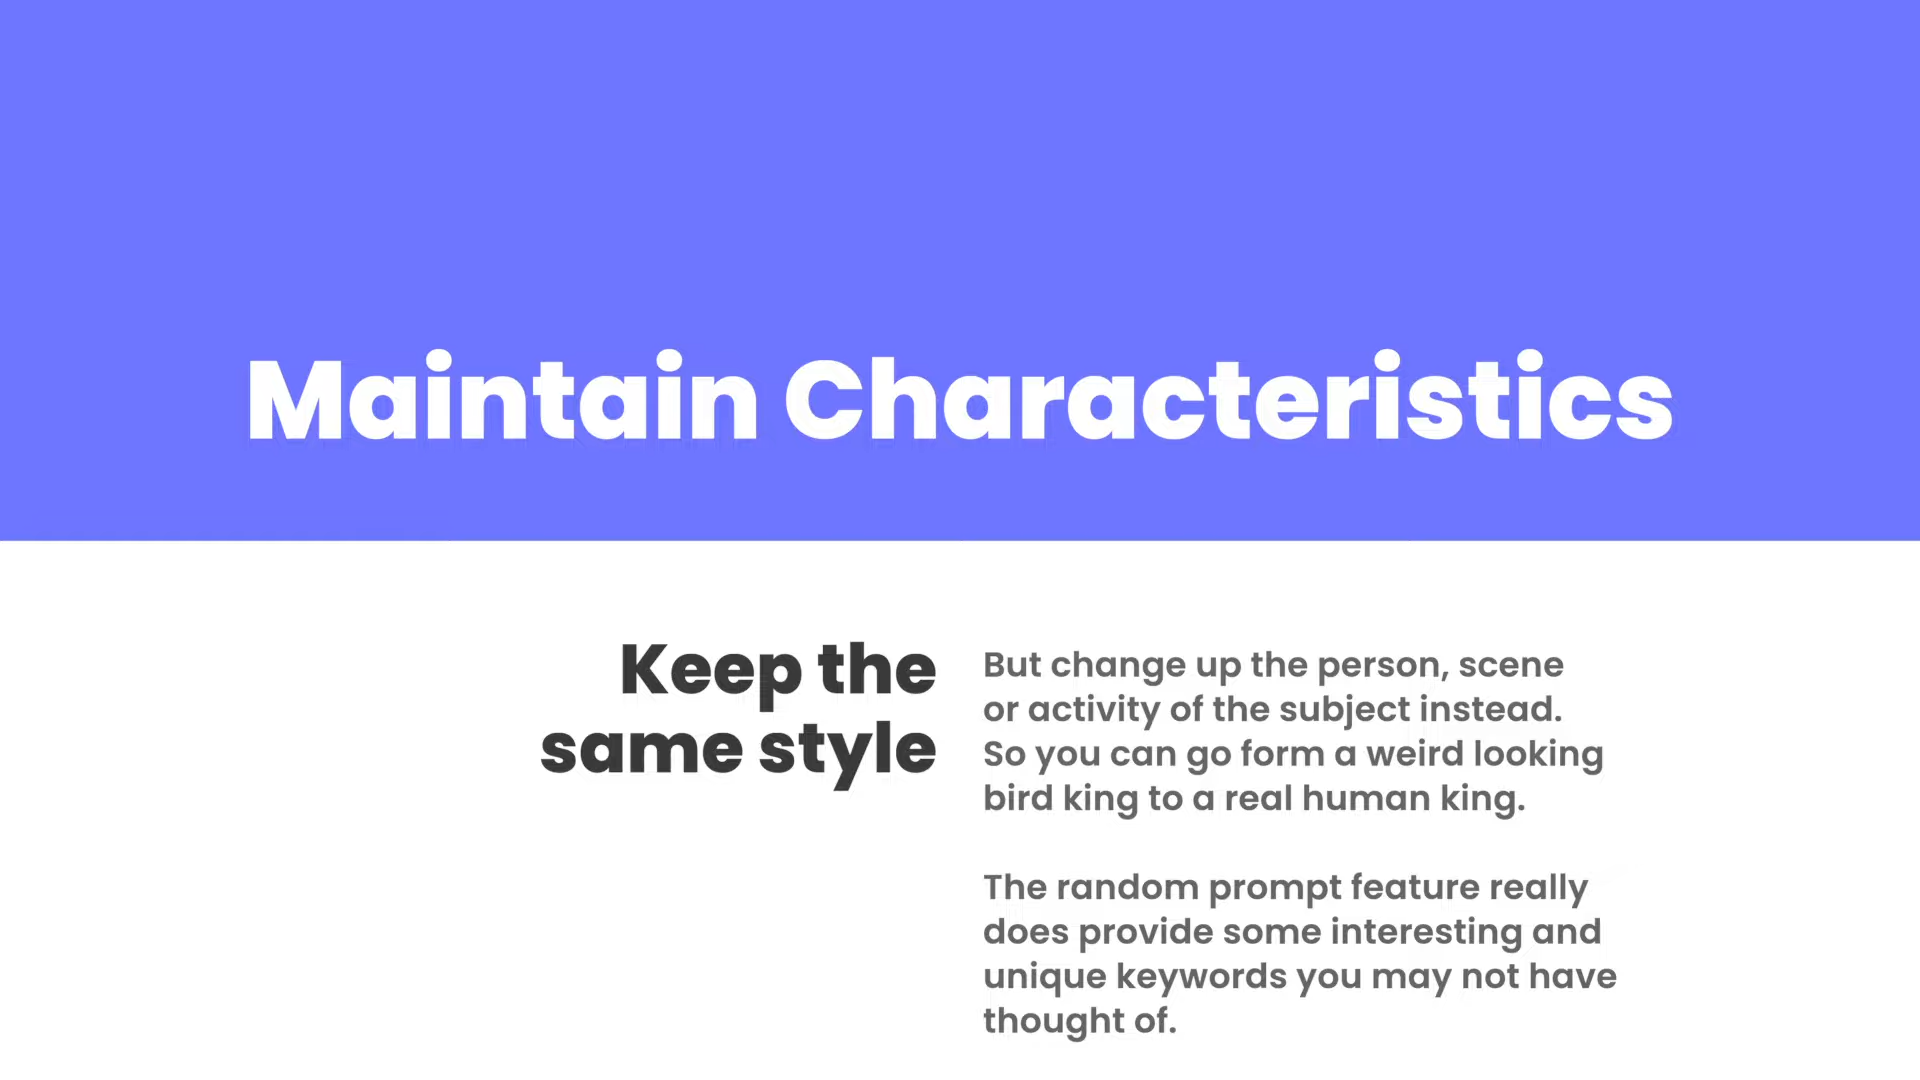 Maintain Characteristics
Keep the
same style
But change up the person, scene
or activity of the subject instead.
So you can go form a weird looking
bird king to a real human king.
The random prompt feature really
does provide some interesting and
unique keywords you may not have
thought of.